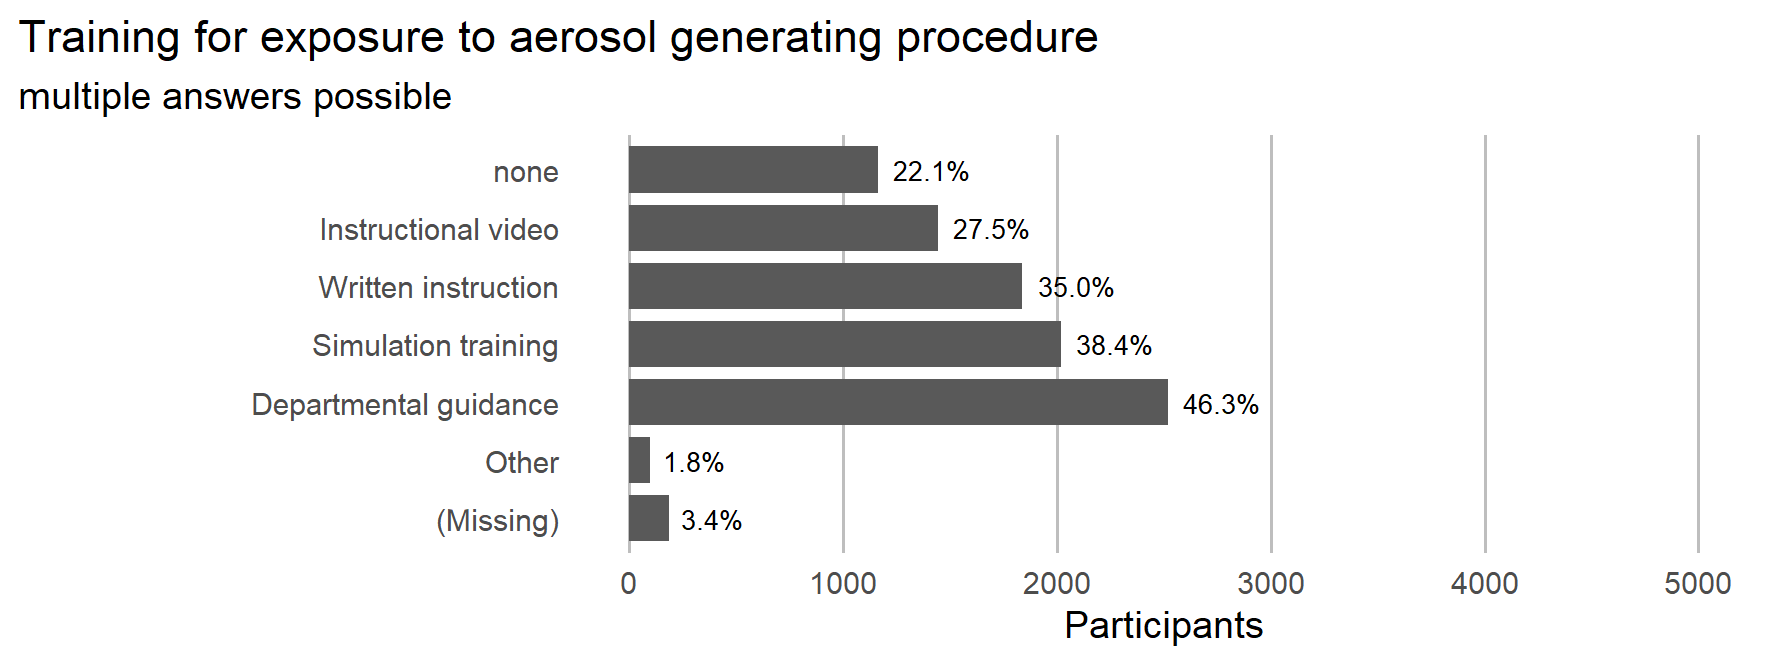 Training for exposure to aerosol generating procedure
multiple answers possible
none 22.1%
Instructional video 27.5%
Written instruction 35.0%
Simulation training 38.4%
Departmental guidance 46.3%
Other 1.8%
(Missing) 3.4%
0 1000 2000 3000 4000 5000
Participants